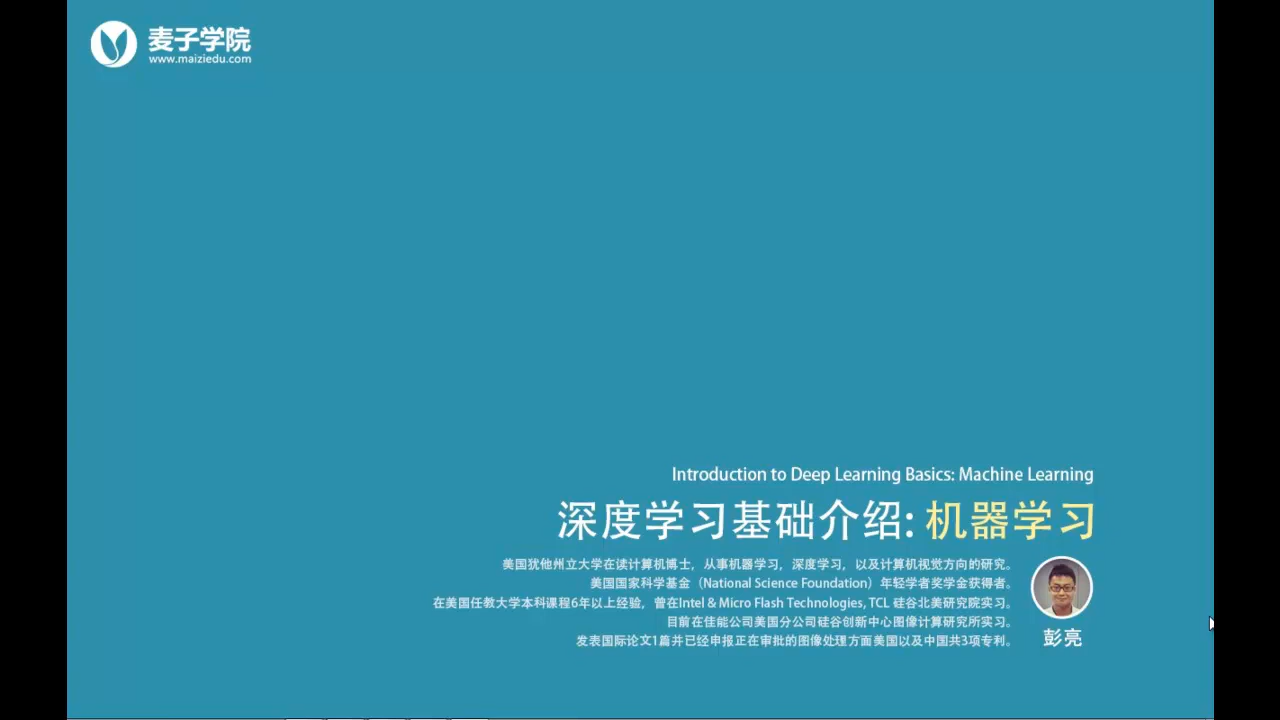 麦子学院
www.maiziedu.com
Introduction to Deep Learning Basics: Machine Learning
深度学习基础介绍: 机器学习
美国犹他州立大学在读计算机博士，从事机器学习，深度学习，以及计算机视觉方向的研究。
美国国家科学基金（National Science Foundation）年轻学者奖学金获得者。
在美国任教大学本科课程6年以上经验，曾在Intel & Micro Flash Technologies, TCL 硅谷北美研究院实习。
目前在佳能公司美国分公司硅谷创新中心图像计算研究所实习。
发表国际论文1篇并已经申报正在审批的图像处理方面美国以及中国共3项专利。
彭亮